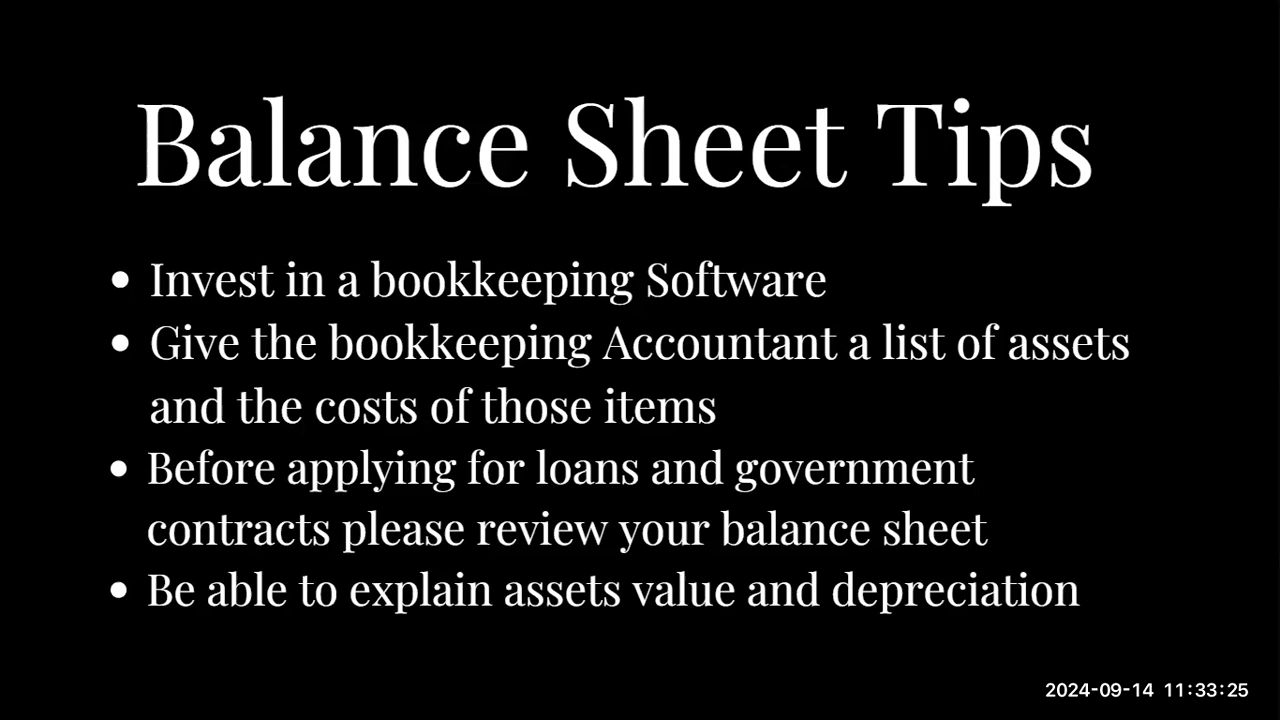 Balance Sheet Tips
• Invest in a bookkeeping Software
• Give the bookkeeping Accountant a list of assets
and the costs of those items
• Before applying for loans and government
contracts please review your balance sheet
• Be able to explain assets value and depreciation
2024-09-14 11:33:25